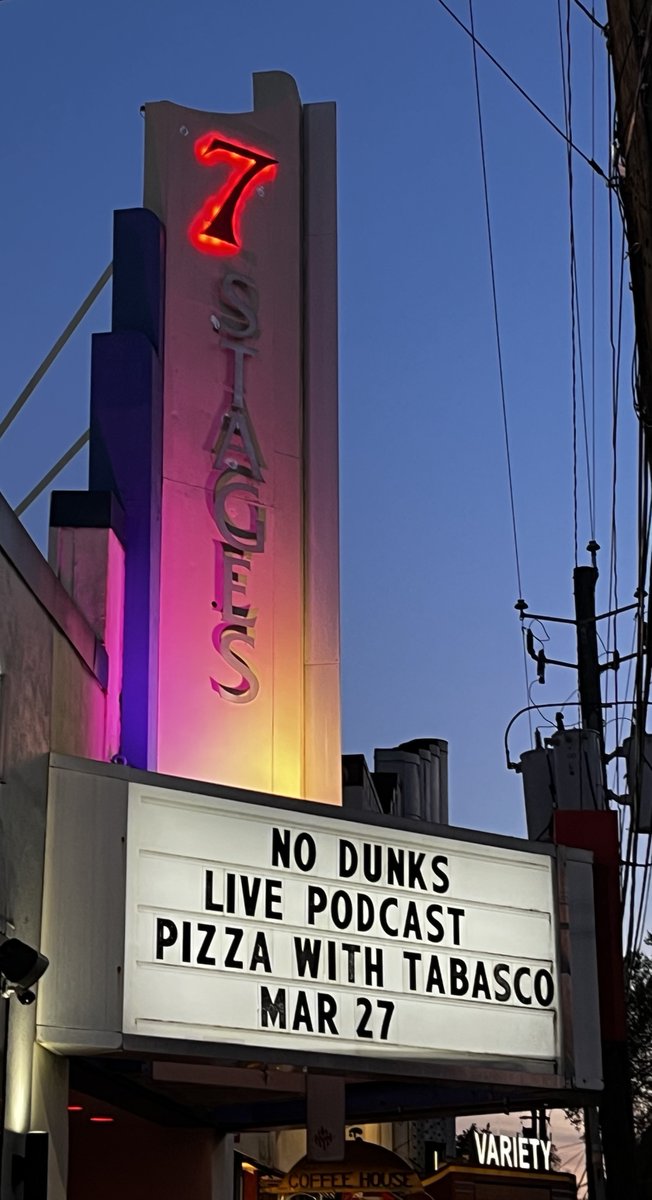 7
STAGES
NO DUNKS
LIVE PODCAST
PIZZA WITH TABASCO
MAR 27
VARIETY
COFFEE HOUSE